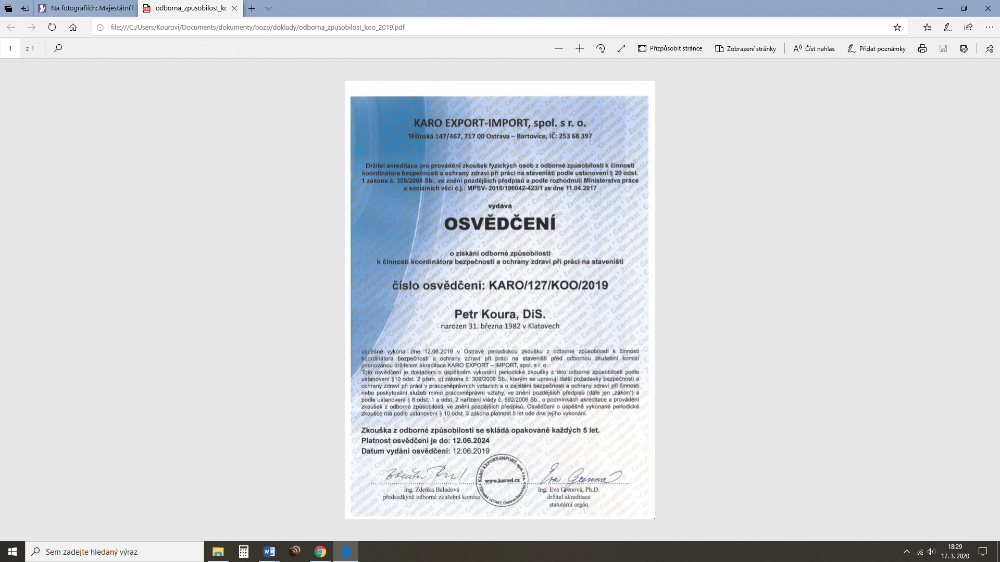 Na fotografiích: Majestátní l
odborna_zpusobilost_kc
file:///C:/Users/Kourovi/Documents/dokumenty/bozp/doklady/odborna_zpusobilost_koo_2019.pdf
1 z 1
Přizpůsobit stránce
Zobrazení stránky
Číst nahlas
Přidat poznámky
KARO EXPORT-IMPORT, spol. s r. o.
Těšínská 147/467, 717 00 Ostrava – Bartovice, IČ: 253 68 397
Držitel akreditace pro provádění zkoušek fyzických osob z odborné způsobilosti k činnosti
koordinátora bezpečnosti a ochrany zdraví při práci na staveništi podle ustanovení § 20 odst.
1 zákona č. 309/2006 Sb., ve znění pozdějších předpisů a podle rozhodnutí Ministerstva práce
a sociálních věcí č.j.: MPSV- 2016/196042-423/1 ze dne 11.04.2017
vydává
OSVĚDČENÍ
o získání odborné způsobilosti
k činnosti koordinátora bezpečnosti a ochrany zdraví při práci na staveništi
číslo osvědčení: KARO/127/KOO/2019
Petr Koura, DiS.
narozen 31. března 1982 v Klatovech
úspěšně vykonal dne 12.06.2019 v Ostravě periodickou zkoušku z odborné způsobilosti k činnosti
koordinátora bezpečnosti a ochrany zdraví při práci na staveništi před odbornou zkušební komisí
jmenovanou držitelem akreditace KARO EXPORT – IMPORT, spol. s r. o.
Toto osvědčení je dokladem o úspěšném vykonání periodické zkoušky z této odborné způsobilosti podle
ustanovení §10 odst. 2 písm. c) zákona č. 309/2006 Sb., kterým se upravují další požadavky bezpečnosti a
ochrany zdraví při práci v pracovněprávních vztazích a o zajištění bezpečnosti a ochrany zdraví při činnosti
nebo poskytování služeb mimo pracovněprávní vztahy, ve znění pozdějších předpisů (dále jen „zákon“) a
podle ustanovení § 8 odst. 1 a odst. 2 nařízení vlády č. 592/2006 Sb., o podmínkách akreditace a provádění
zkoušek z odborné způsobilosti, ve znění pozdějších předpisů. Osvědčení o úspěšně vykonané periodické
zkoušce má podle ustanovení § 10 odst. 3 zákona platnost 5 let ode dne jejího vykonání.
Zkouška z odborné způsobilosti se skládá opakovaně každých 5 let.
Platnost osvědčení je do: 12.06.2024
Datum vydání osvědčení: 12.06.2019
KARO EXPORT-IMPORT, spol. s r.o.
www.karoei.cz
Těšínská 147/467, Ostrava-Bartovice
Ing. Zdeňka Baladová
předsedkyně odborné zkušební komise
Ing. Eva Grenová, Ph.D.
držitel akreditace
statutární orgán
Sem zadejte hledaný výraz
18:29
17. 3. 2020